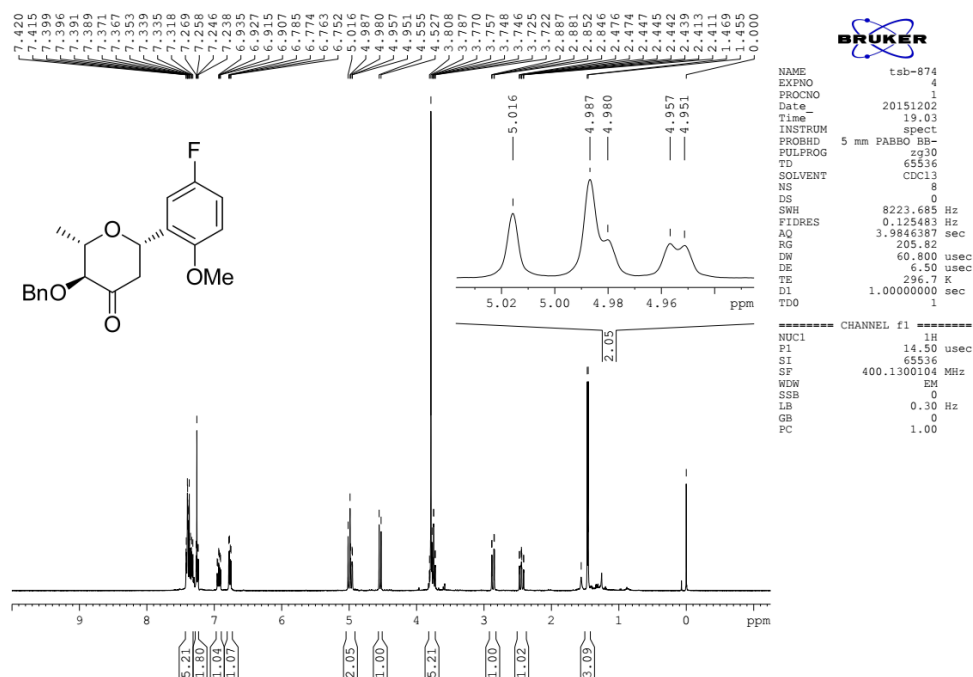 7.420
7.415
7.399
7.396
7.391
7.389
7.371
7.367
7.353
7.339
7.335
7.318
7.269
7.258
7.246
7.238
6.935
6.927
6.915
6.907
6.785
6.774
6.763
6.752
5.016
4.987
4.980
4.957
4.951
4.555
4.527
3.808
3.787
3.770
3.757
3.748
3.746
3.725
3.722
2.887
2.881
2.852
2.846
2.476
2.474
2.447
2.445
2.442
2.439
2.413
2.411
1.469
1.455
0.000
BRUKER
NAME tsb-874
EXPNO 4
PROCNO 1
Date_ 20151202
Time 19.03
INSTRUM spect
PROBHD 5 mm PABBO BB-
PULPROG zg30
TD 65536
SOLVENT CDCl3
NS 8
DS 0
SWH 8223.685 Hz
FIDRES 0.125483 Hz
AQ 3.9846387 sec
RG 205.82
DW 60.800 usec
DE 6.50 usec
TE 296.7 K
D1 1.00000000 sec
TD0 1
======== CHANNEL f1 ========
NUC1 1H
P1 14.50 usec
SI 65536
SF 400.1300104 MHz
WDW EM
SSB 0
LB 0.30 Hz
GB 0
PC 1.00
F
O
OMe
BnO
O
5.016
4.987
4.980
4.957
4.951
5.02 5.00 4.98 4.96 ppm
2.05
9 8 7 6 5 4 3 2 1 0 ppm
5.21
1.80
1.04
1.07
2.05
1.00
5.21
1.00
1.02
3.09